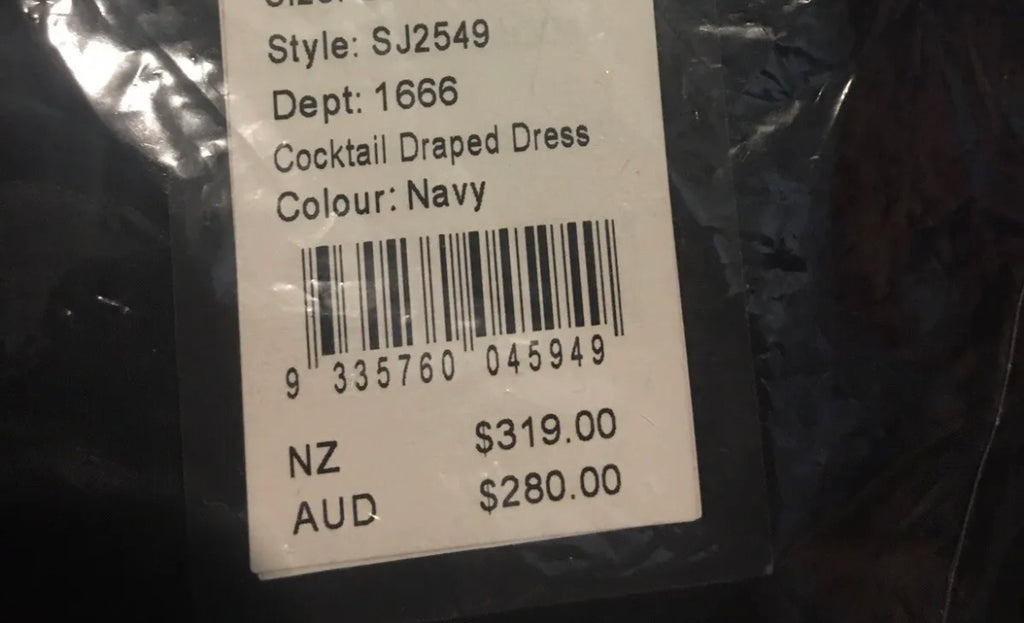 Style: SJ2549
Dept: 1666
Cocktail Draped Dress
Colour: Navy
9 335760 045949
NZ $319.00
AUD $280.00